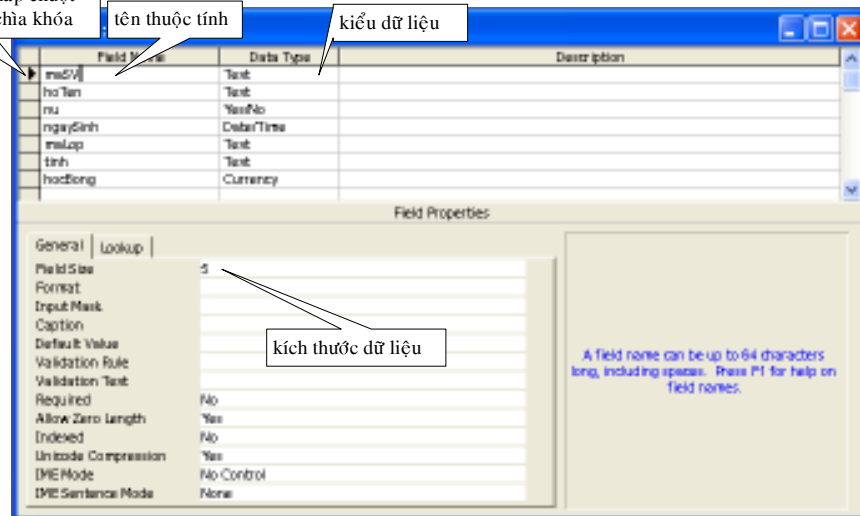 chìa khóa
tên thuộc tính
kiểu dữ liệu
Field Name Data Type Description
maSV Text
hoTen Text
nu Yes/No
ngaySinh Date/Time
maLop Text
tinh Text
hocBong Currency
Field Properties
General Lookup
Field Size 5
Format
Input Mask
Caption
Default Value
Validation Rule
Validation Text
Required No
Allow Zero Length Yes
Indexed No
Unicode Compression Yes
IME Mode No Control
IME Sentence Mode None
kích thước dữ liệu
A field name can be up to 64 characters
long, including spaces. Press F1 for help on
field names.